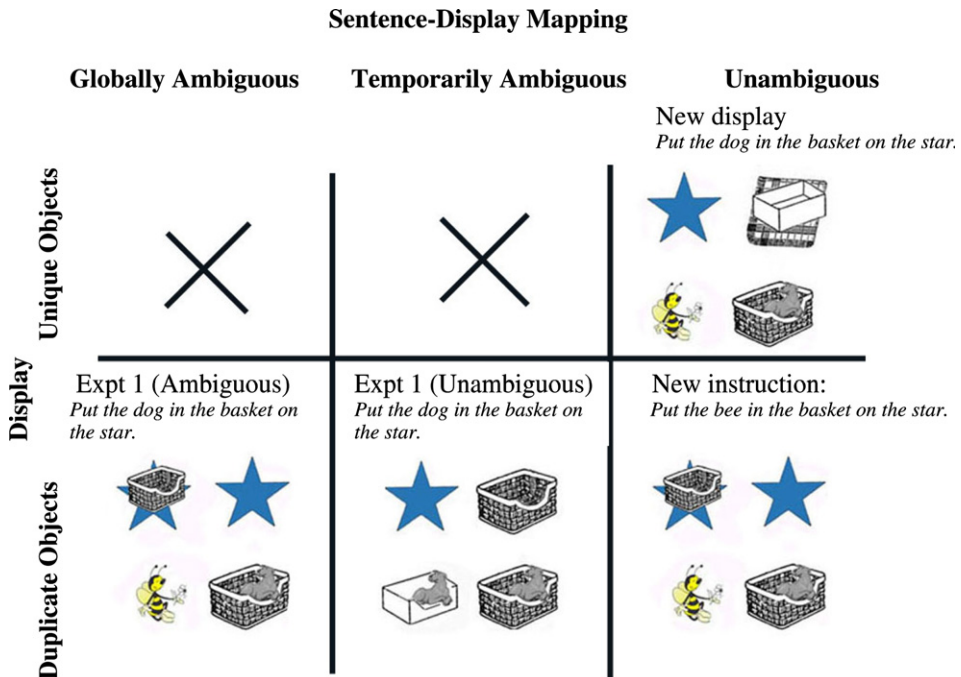 Sentence-Display Mapping
Globally Ambiguous
Temporarily Ambiguous
Unambiguous
New display
Put the dog in the basket on the star.
Unique Objects
Display
Expt 1 (Ambiguous)
Put the dog in the basket on
the star.
Expt 1 (Unambiguous)
Put the dog in the basket on
the star.
New instruction:
Put the bee in the basket on the star.
Duplicate Objects